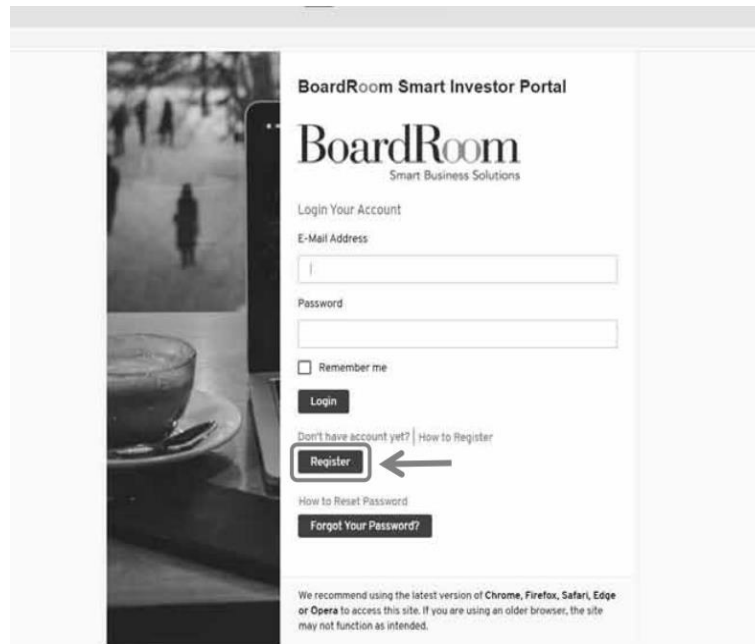 BoardRoom Smart Investor Portal
BoardRoom
Smart Business Solutions
Login Your Account
E-Mail Address
Password
Remember me
Login
Don't have account yet? | How to Register
Register
How to Reset Password
Forgot Your Password?
We recommend using the latest version of Chrome, Firefox, Safari, Edge
or Opera to access this site. If you are using an older browser, the site
may not function as intended.